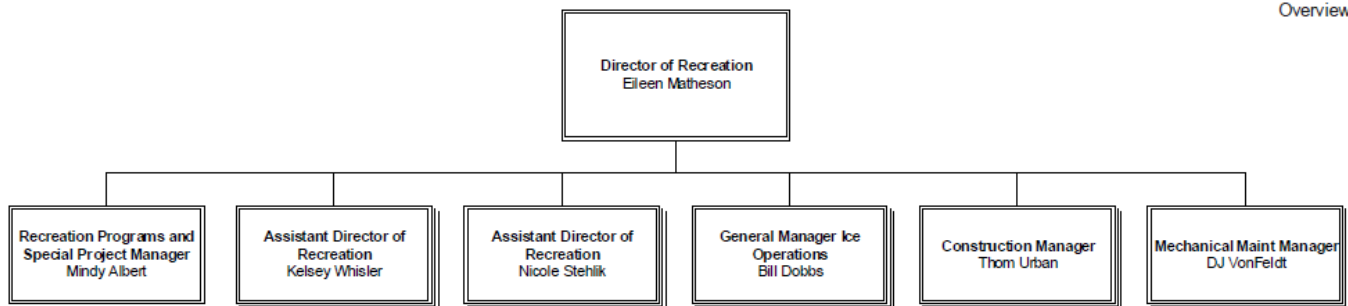 Overview
Director of Recreation
Eileen Matheson
Recreation Programs and
Special Project Manager
Mindy Albert
Assistant Director of
Recreation
Kelsey Whisler
Assistant Director of
Recreation
Nicole Stehlik
General Manager Ice
Operations
Bill Dobbs
Construction Manager
Thom Urban
Mechanical Maint Manager
DJ VonFeldt